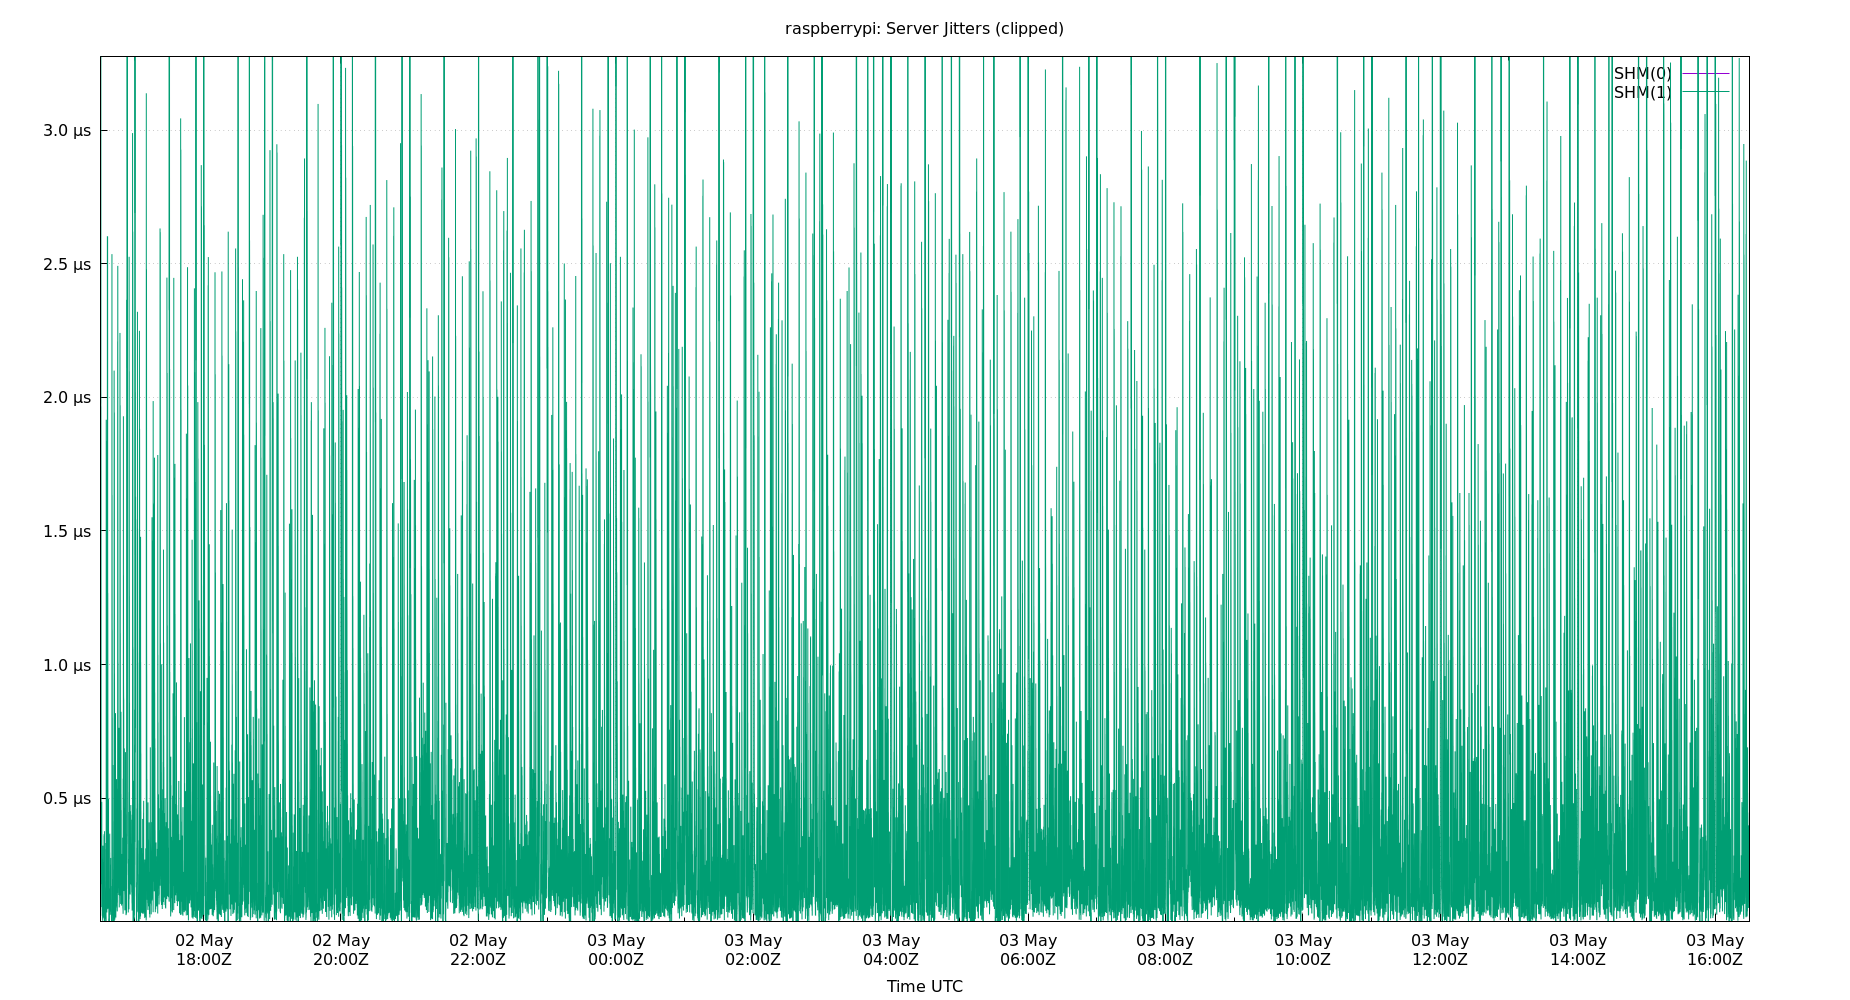 raspberrypi: Server Jitters (clipped)
SHM(0)
SHM(1)
3.0 µs
2.5 µs
2.0 µs
1.5 µs
1.0 µs
0.5 µs
02 May 02 May 02 May 03 May 03 May 03 May 03 May 03 May 03 May 03 May 03 May 03 May
18:00Z 20:00Z 22:00Z 00:00Z 02:00Z 04:00Z 06:00Z 08:00Z 10:00Z 12:00Z 14:00Z 16:00Z
Time UTC